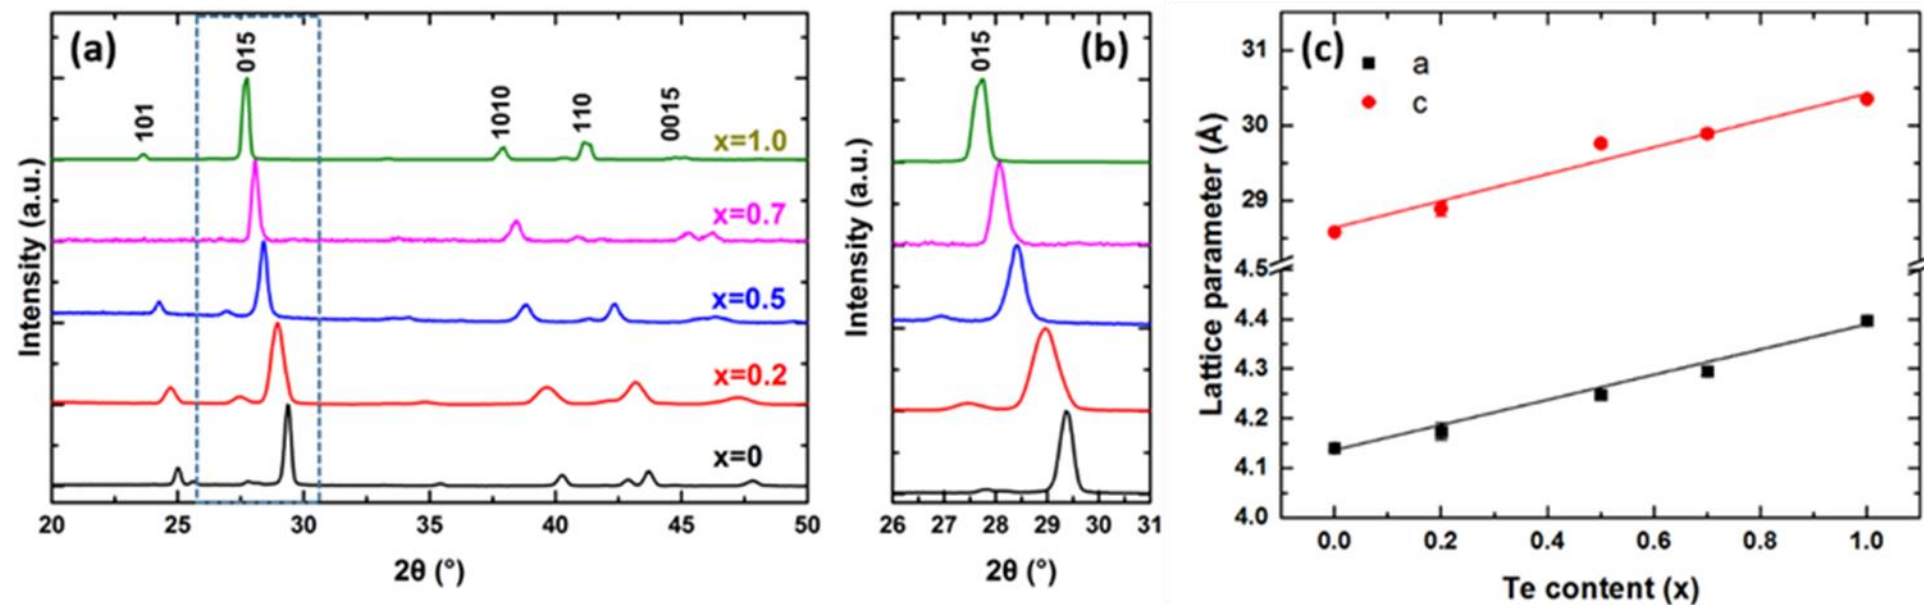 (a)
101
015
1010
110
0015
x=1.0
x=0.7
x=0.5
x=0.2
x=0
Intensity (a.u.)
20 25 30 35 40 45 50
2θ (°)
(b)
015
Intensity (a.u.)
26 27 28 29 30 31
2θ (°)
(c)
a
c
Lattice parameter (Å)
31
30
29
4.5
4.4
4.3
4.2
4.1
4.0
0.0 0.2 0.4 0.6 0.8 1.0
Te content (x)